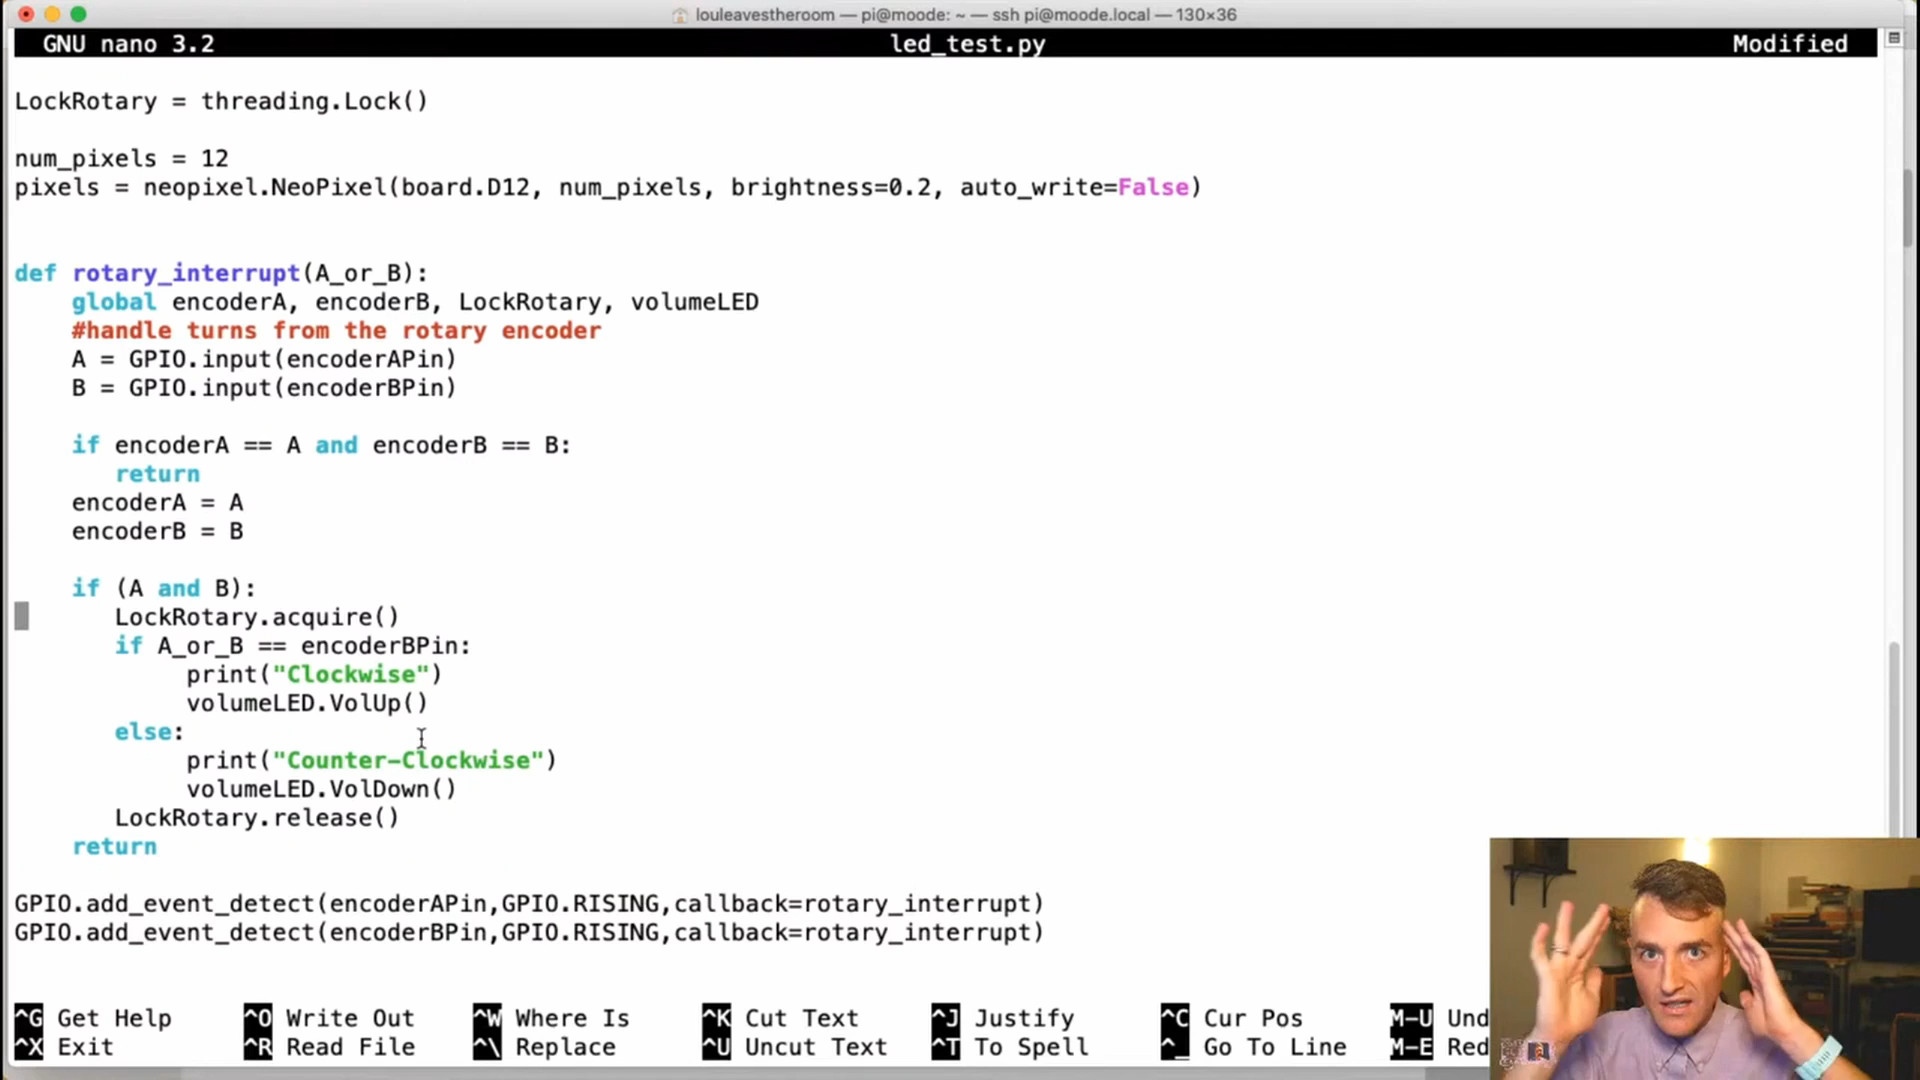 louleavestheroom — pi@moode: ~ — ssh pi@moode.local — 130×36
GNU nano 3.2 led_test.py Modified
LockRotary = threading.Lock()
num_pixels = 12
pixels = neopixel.NeoPixel(board.D12, num_pixels, brightness=0.2, auto_write=False)
def rotary_interrupt(A_or_B):
global encoderA, encoderB, LockRotary, volumeLED
#handle turns from the rotary encoder
A = GPIO.input(encoderAPin)
B = GPIO.input(encoderBPin)
if encoderA == A and encoderB == B:
return
encoderA = A
encoderB = B
if (A and B):
LockRotary.acquire()
if A_or_B == encoderBPin:
print("Clockwise")
volumeLED.VolUp()
else:
print("Counter-Clockwise")
volumeLED.VolDown()
LockRotary.release()
return
GPIO.add_event_detect(encoderAPin,GPIO.RISING,callback=rotary_interrupt)
GPIO.add_event_detect(encoderBPin,GPIO.RISING,callback=rotary_interrupt)
^G Get Help ^O Write Out ^W Where Is ^K Cut Text ^J Justify ^C Cur Pos M-U Und
^X Exit ^R Read File ^\ Replace ^U Uncut Text ^T To Spell ^_ Go To Line M-E Red